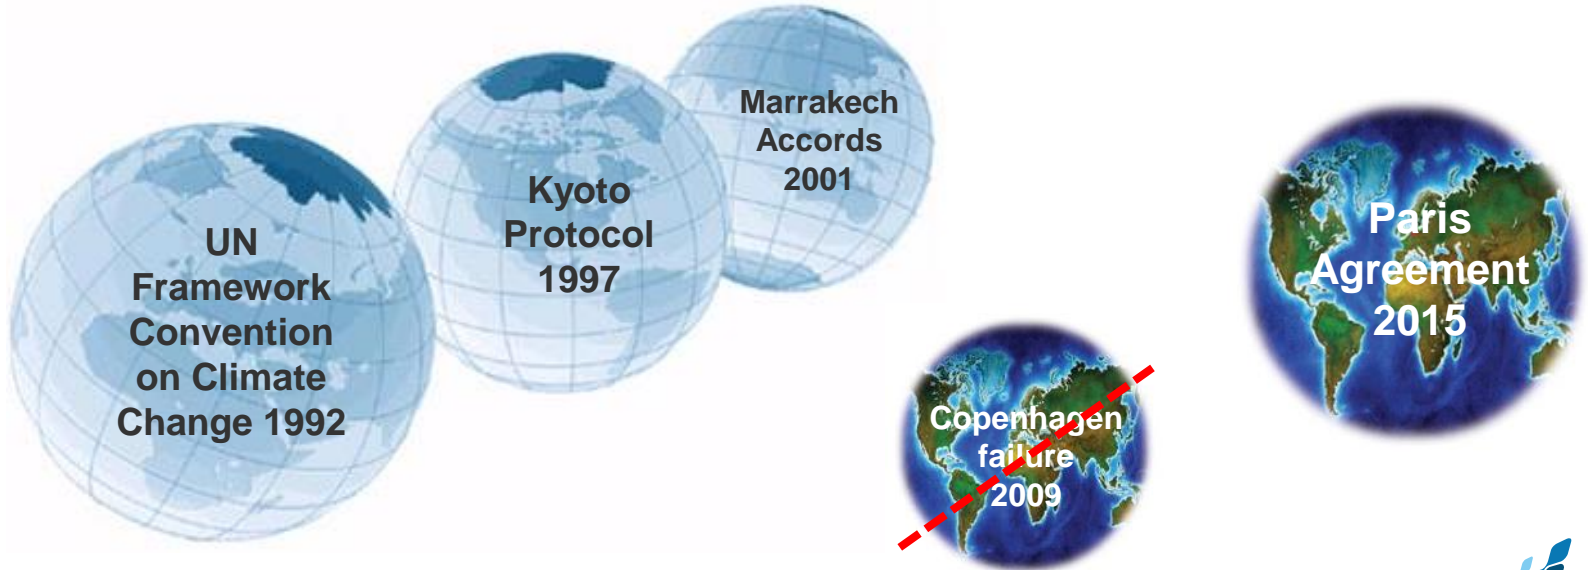 UN
Framework
Convention
on Climate
Change 1992
Kyoto
Protocol
1997
Marrakech
Accords
2001
Copenhagen
failure
2009
Paris
Agreement
2015